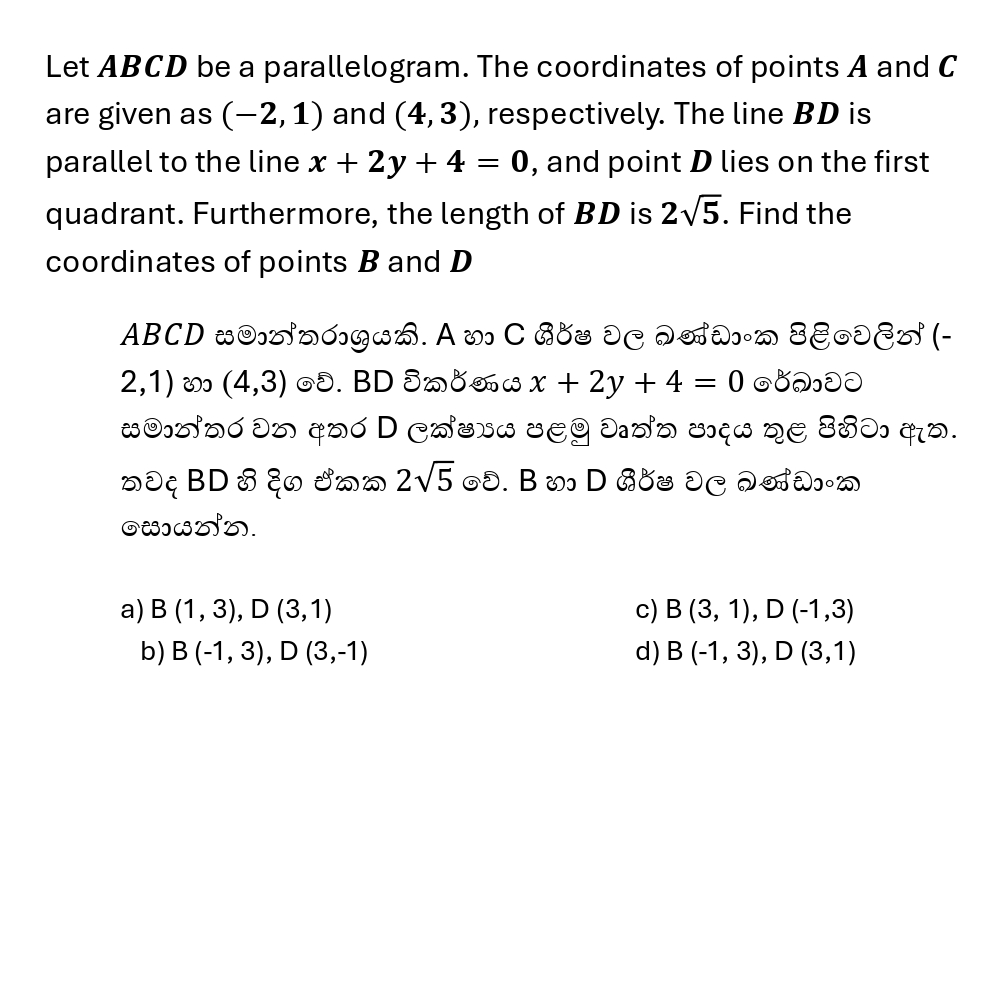 Let ABCD be a parallelogram. The coordinates of points A and C
are given as (−2, 1) and (4, 3), respectively. The line BD is
parallel to the line x + 2y + 4 = 0, and point D lies on the first
quadrant. Furthermore, the length of BD is 2√5. Find the
coordinates of points B and D
ABCD සමාන්තරාශ්‍රයකි. A හා C ශීර්ෂ වල ඛණ්ඩාංක පිළිවෙලින් (-
2,1) හා (4,3) වේ. BD විකර්ණය x + 2y + 4 = 0 රේඛාවට
සමාන්තර වන අතර D ලක්ෂ්‍යය පළමු වෘත්ත පාදය තුළ පිහිටා ඇත.
තවද BD හි දිග ඒකක 2√5 වේ. B හා D ශීර්ෂ වල ඛණ්ඩාංක
සොයන්න.
a) B (1, 3), D (3,1)
b) B (-1, 3), D (3,-1)
c) B (3, 1), D (-1,3)
d) B (-1, 3), D (3,1)